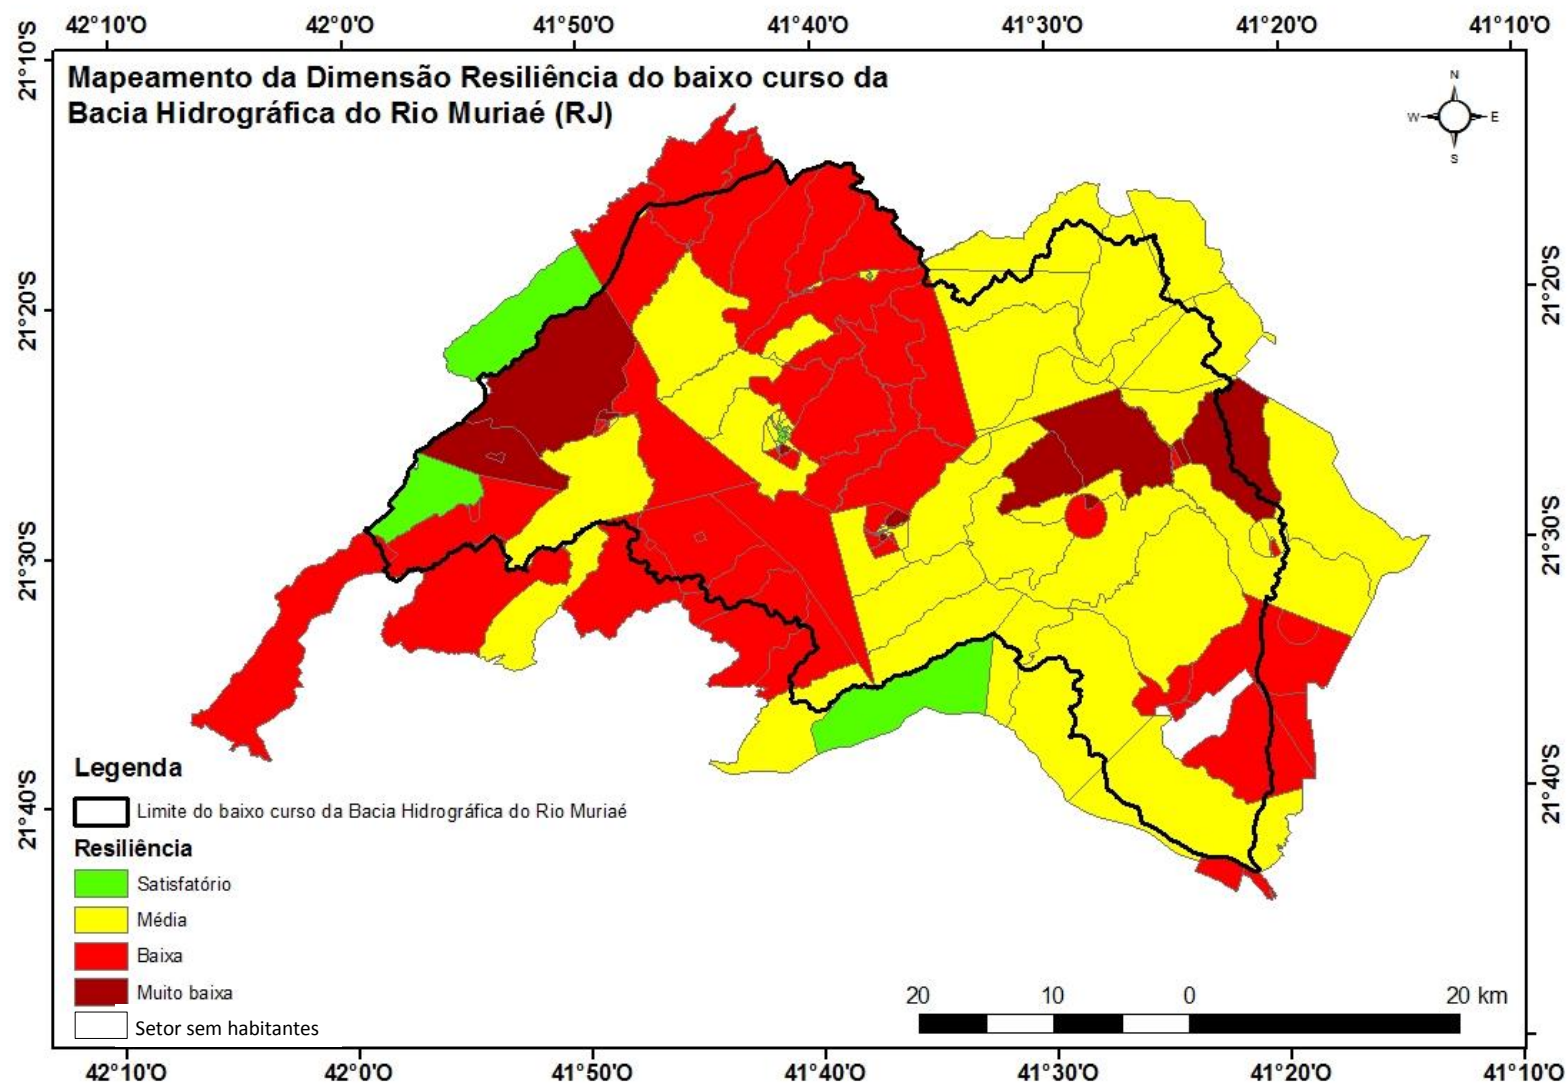 42°10'O 42°0'O 41°50'O 41°40'O 41°30'O 41°20'O 41°10'O
21°10'S
Mapeamento da Dimensão Resiliência do baixo curso da
Bacia Hidrográfica do Rio Muriaé (RJ)
N
W E
S
21°20'S 21°20'S
21°30'S 21°30'S
21°40'S 21°40'S
Legenda
Limite do baixo curso da Bacia Hidrográfica do Rio Muriaé
Resiliência
Satisfatório
Média
Baixa
Muito baixa
Setor sem habitantes
20 10 0 20 km
42°10'O 42°0'O 41°50'O 41°40'O 41°30'O 41°20'O 41°10'O